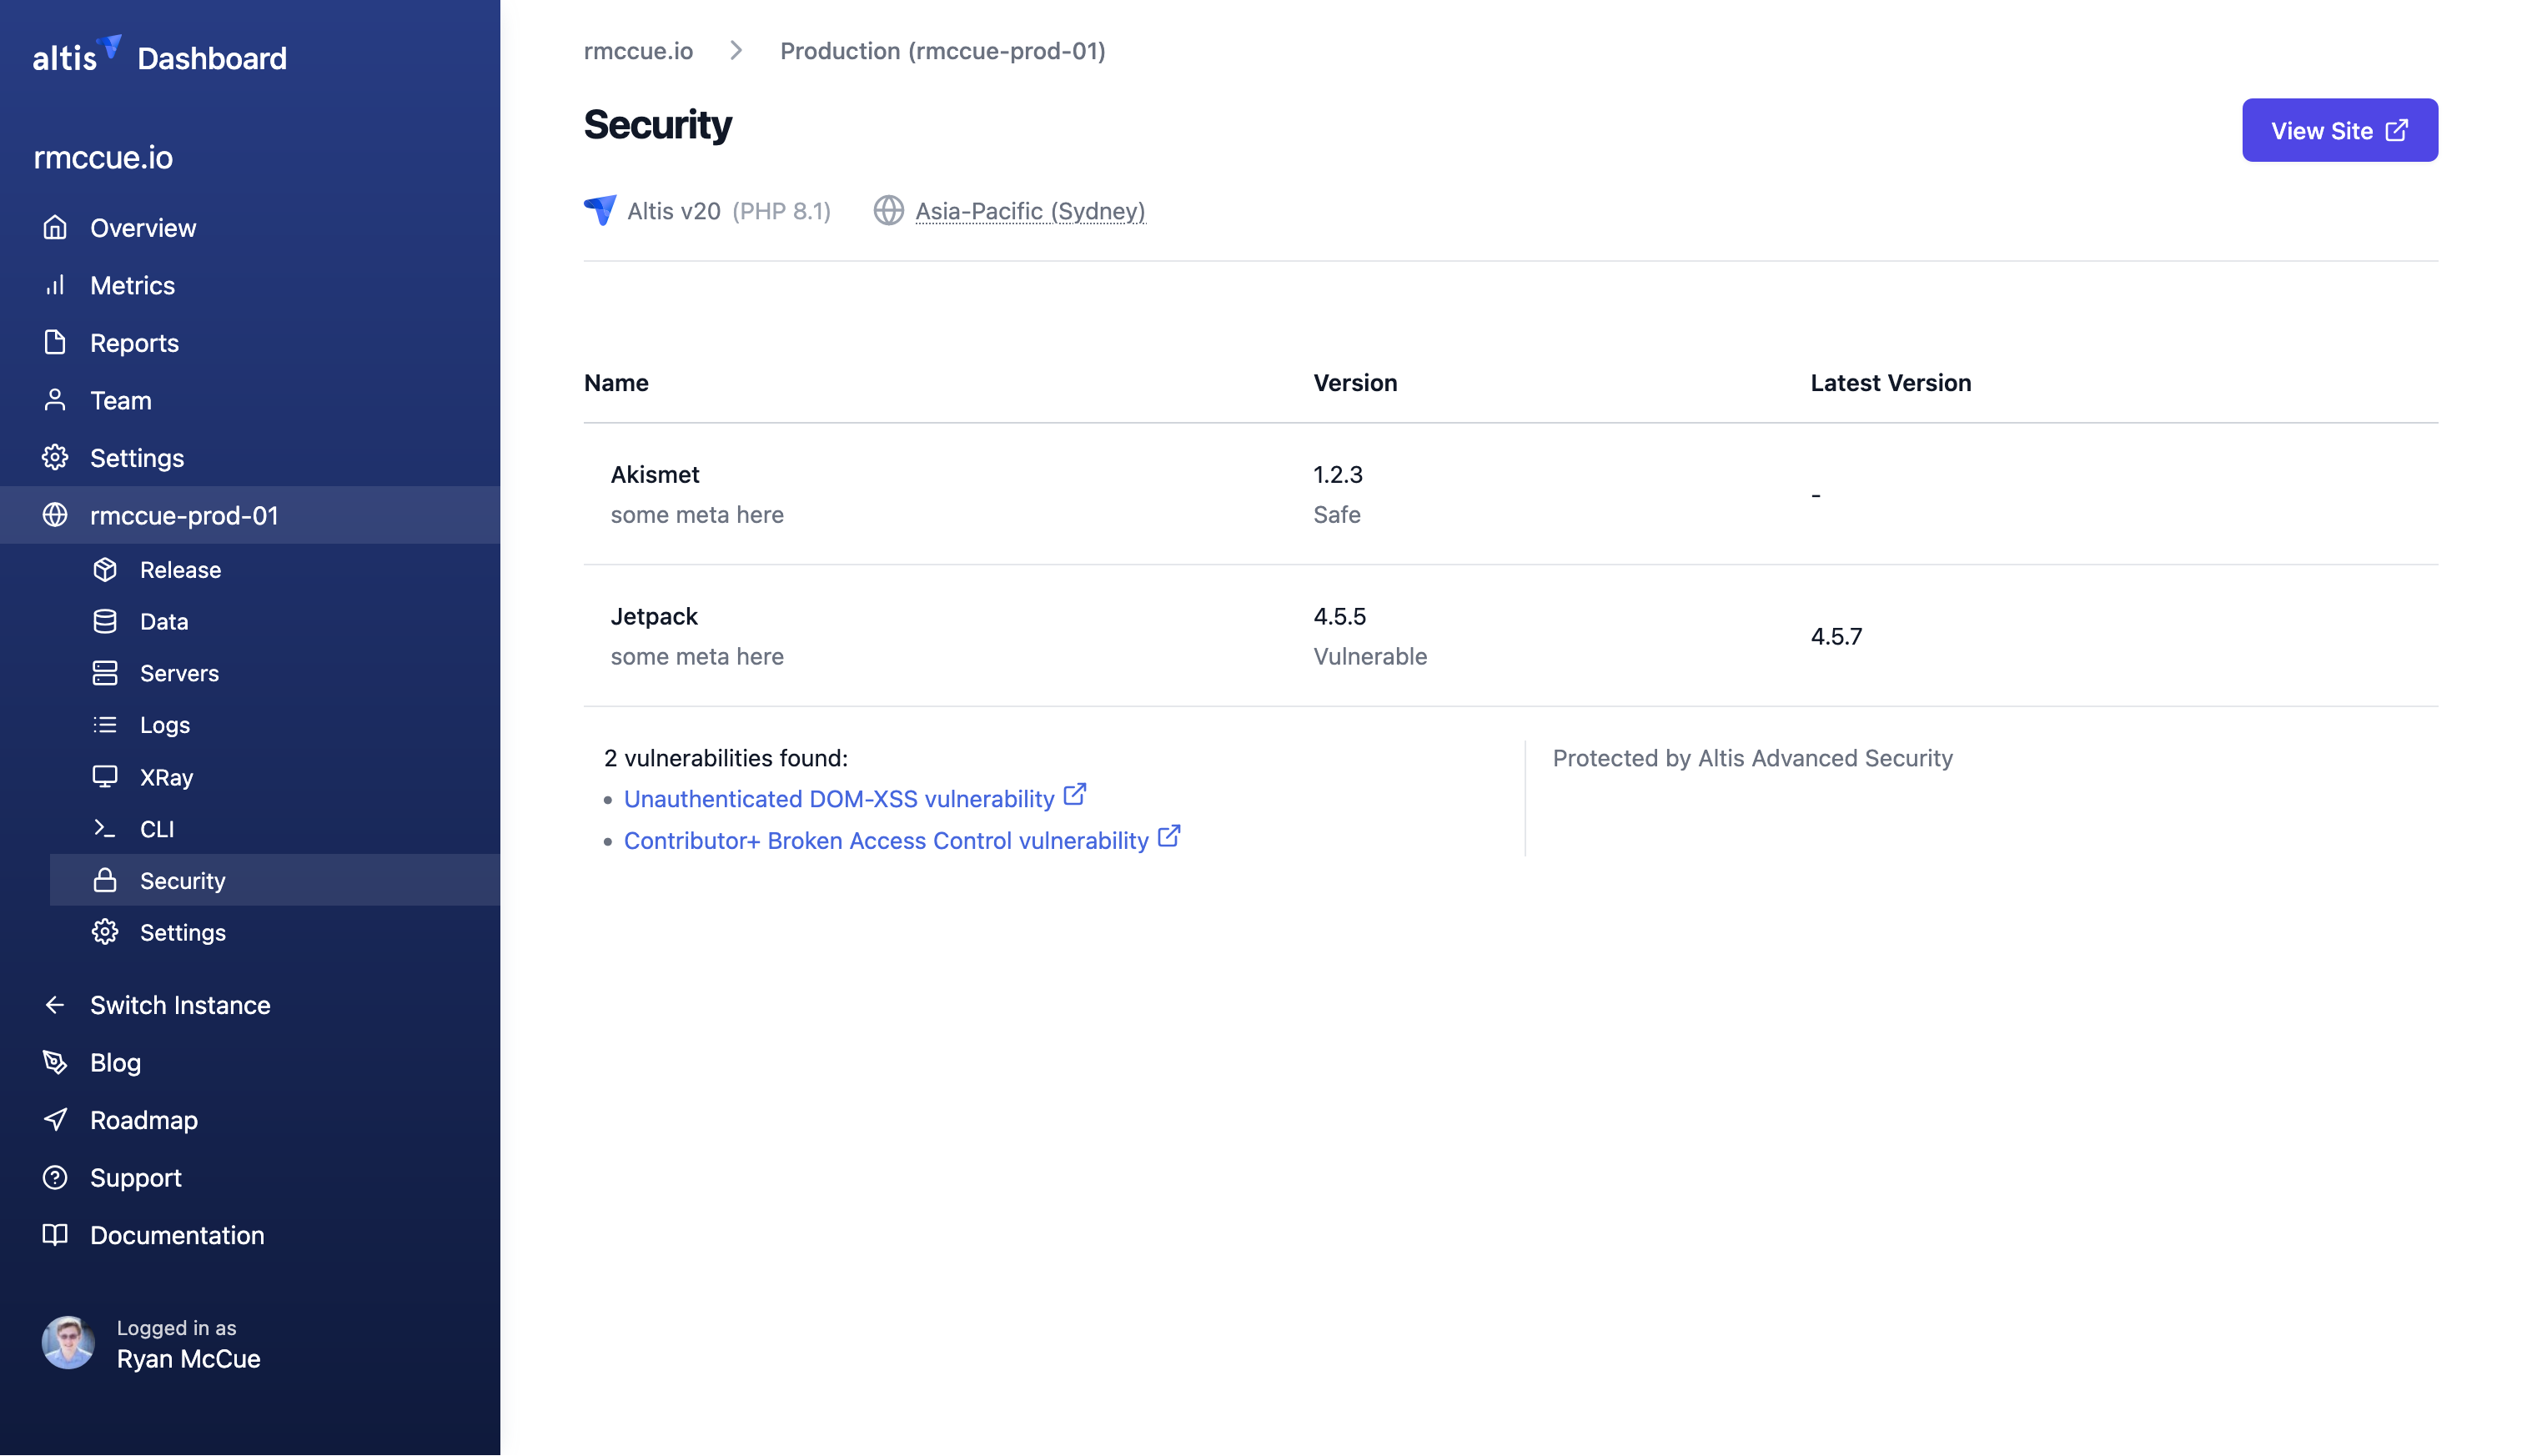 altis Dashboard
rmccue.io
Overview
Metrics
Reports
Team
Settings
rmccue-prod-01
Release
Data
Servers
Logs
XRay
CLI
Security
Settings
Switch Instance
Blog
Roadmap
Support
Documentation
Logged in as
Ryan McCue
rmccue.io > Production (rmccue-prod-01)
Security
View Site
Altis v20 (PHP 8.1) Asia-Pacific (Sydney)
Name Version Latest Version
Akismet 1.2.3 -
some meta here Safe
Jetpack 4.5.5 4.5.7
some meta here Vulnerable
2 vulnerabilities found:
• Unauthenticated DOM-XSS vulnerability
• Contributor+ Broken Access Control vulnerability
Protected by Altis Advanced Security